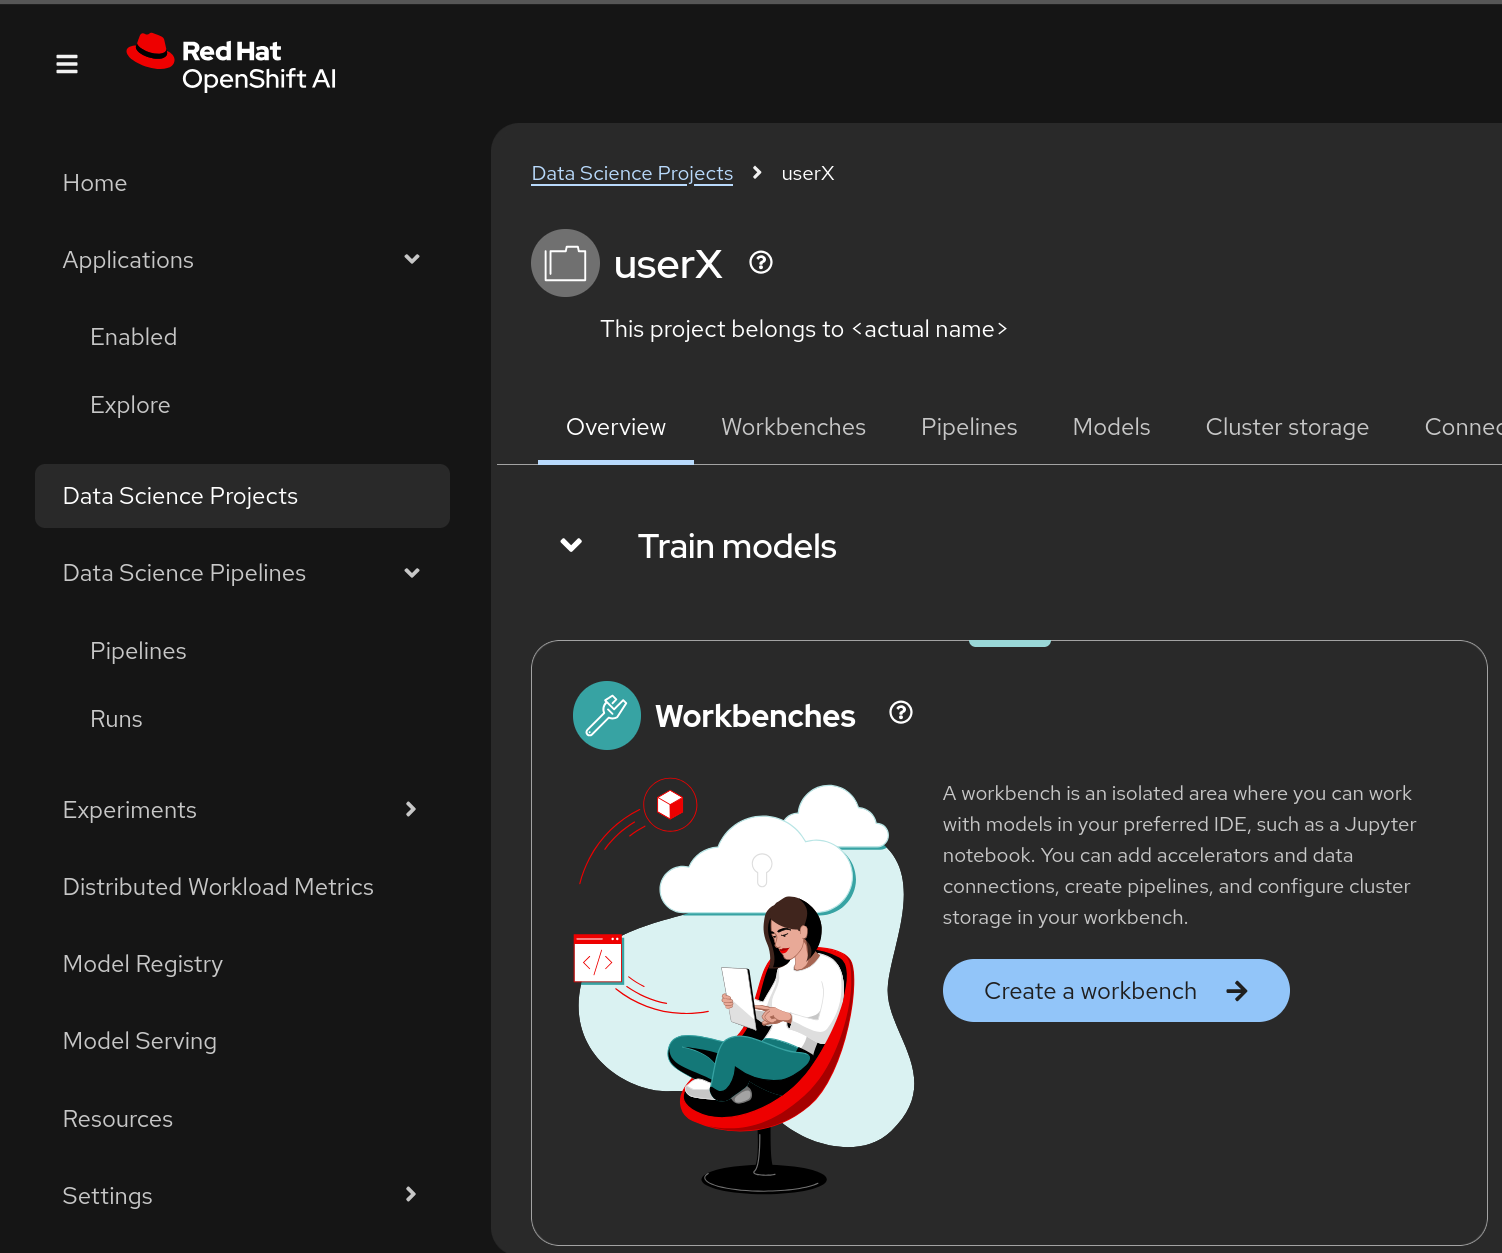 Red Hat
OpenShift AI
Home
Applications
Enabled
Explore
Data Science Projects
Data Science Pipelines
Pipelines
Runs
Experiments
Distributed Workload Metrics
Model Registry
Model Serving
Resources
Settings
Data Science Projects > userX
userX
This project belongs to <actual name>
Overview Workbenches Pipelines Models Cluster storage Connec
Train models
Workbenches
A workbench is an isolated area where you can work
with models in your preferred IDE, such as a Jupyter
notebook. You can add accelerators and data
connections, create pipelines, and configure cluster
storage in your workbench.
Create a workbench